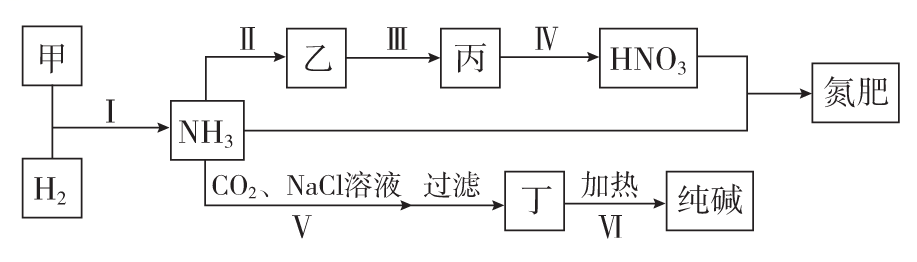 甲
Ⅰ
H₂
NH₃
Ⅱ
乙
Ⅲ
丙
Ⅳ
HNO₃
氮肥
CO₂、NaCl溶液
Ⅴ
过滤
丁
加热
Ⅵ
纯碱